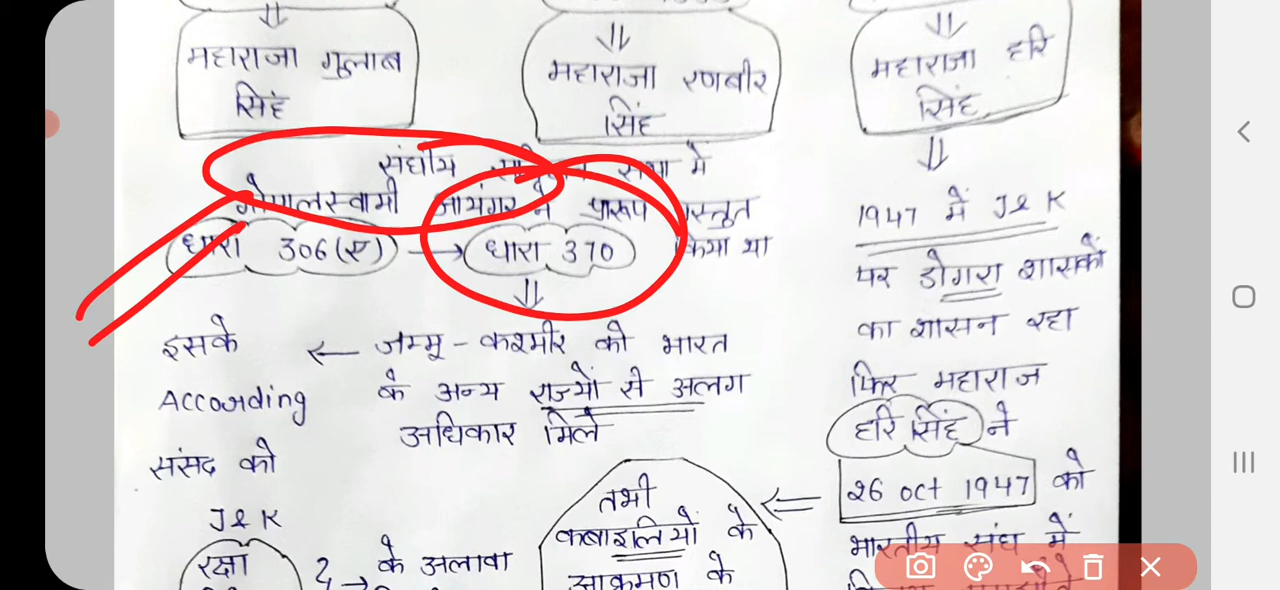 महाराजा गुलाब
सिंह
महाराजा रणबीर
सिंह
महाराजा हरि
सिंह
संघीय सभा में
गोपालस्वामी आयंगर ने प्रारूप प्रस्तुत
धारा 306(ए) → धारा 370 किया था
इसके ← जम्मू - कश्मीर को भारत
According के अन्य राज्यों से अलग
अधिकार मिले
संसद को
J&K
रक्षा
के अलावा
तभी
कबाइलियों के
आक्रमण के
1947 में J&K
पर डोगरा शासकों
का शासन रहा
फिर महाराज
हरि सिंह ने
26 oct 1947 को
भारतीय संघ में